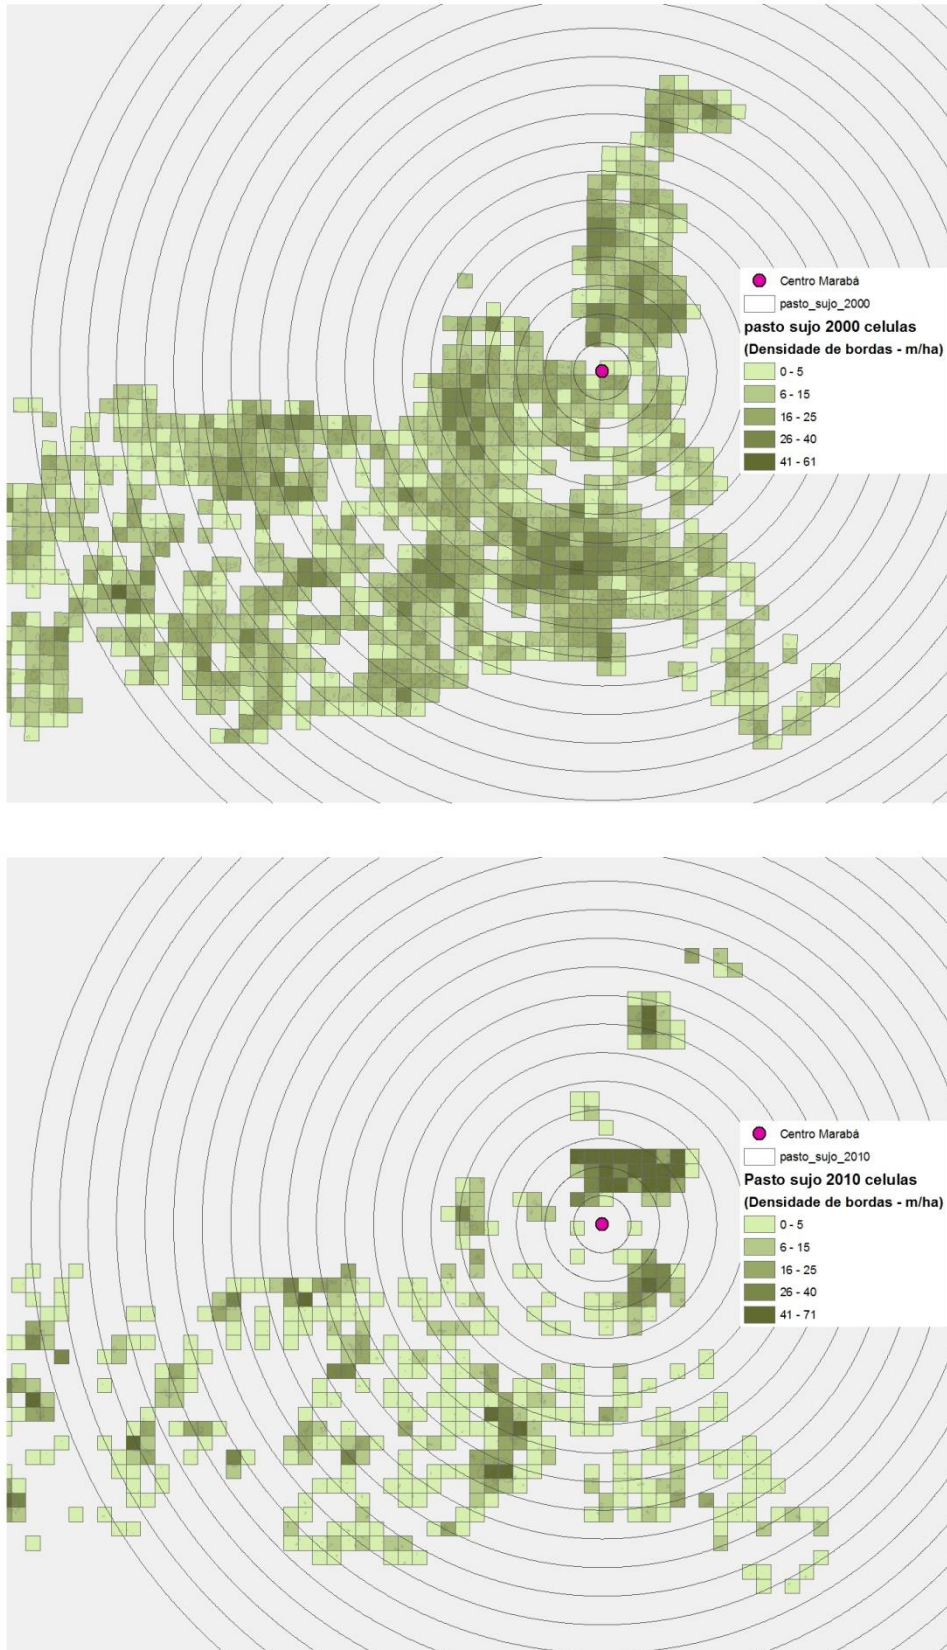 Centro Marabá
pasto_sujo_2000
pasto sujo 2000 celulas
(Densidade de bordas - m/ha)
0 - 5
6 - 15
16 - 25
26 - 40
41 - 61
Centro Marabá
pasto_sujo_2010
Pasto sujo 2010 celulas
(Densidade de bordas - m/ha)
0 - 5
6 - 15
16 - 25
26 - 40
41 - 71